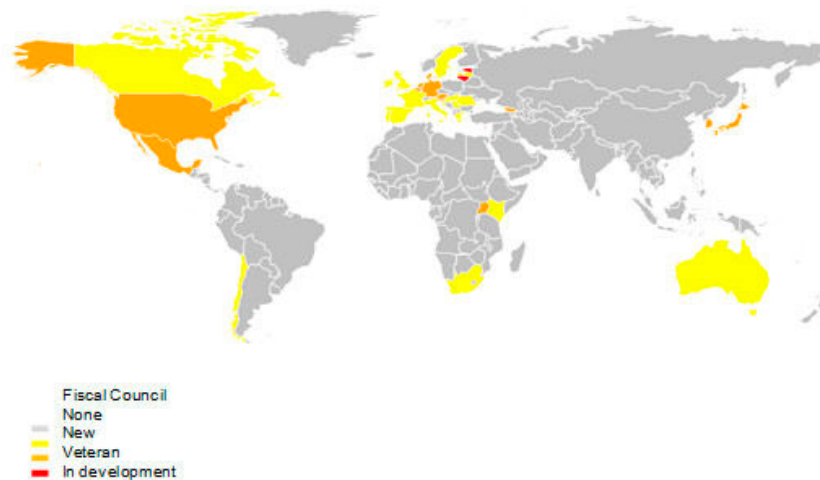 Fiscal Council
None
New
Veteran
In development